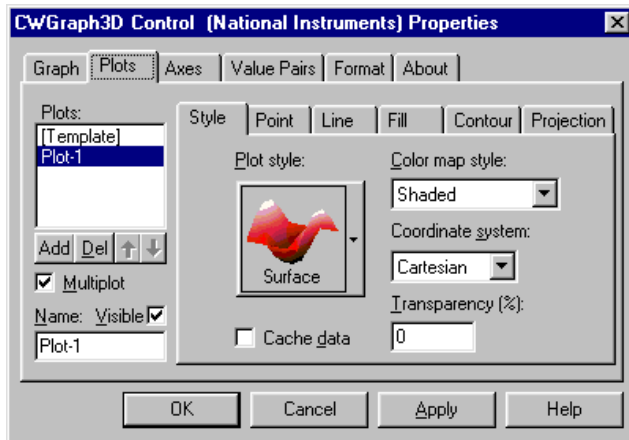 CWGraph3D Control (National Instruments) Properties
Graph Plots Axes Value Pairs Format About
Plots:
[Template]
Plot-1
Add Del
Multiplot
Name: Visible
Plot-1
Style Point Line Fill Contour Projection
Plot style:
Surface
Cache data
Color map style:
Shaded
Coordinate system:
Cartesian
Transparency (%):
0
OK Cancel Apply Help